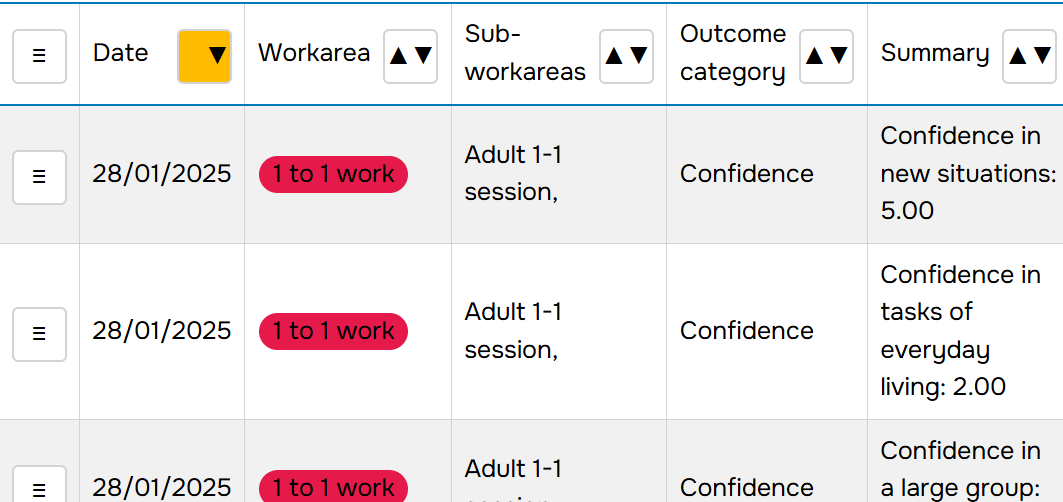 Date
Workarea
Sub-
workareas
Outcome
category
Summary
28/01/2025
1 to 1 work
Adult 1-1
session,
Confidence
Confidence in
new situations:
5.00
28/01/2025
1 to 1 work
Adult 1-1
session,
Confidence
Confidence in
tasks of
everyday
living: 2.00
28/01/2025
1 to 1 work
Adult 1-1
Confidence
Confidence in
a large group: